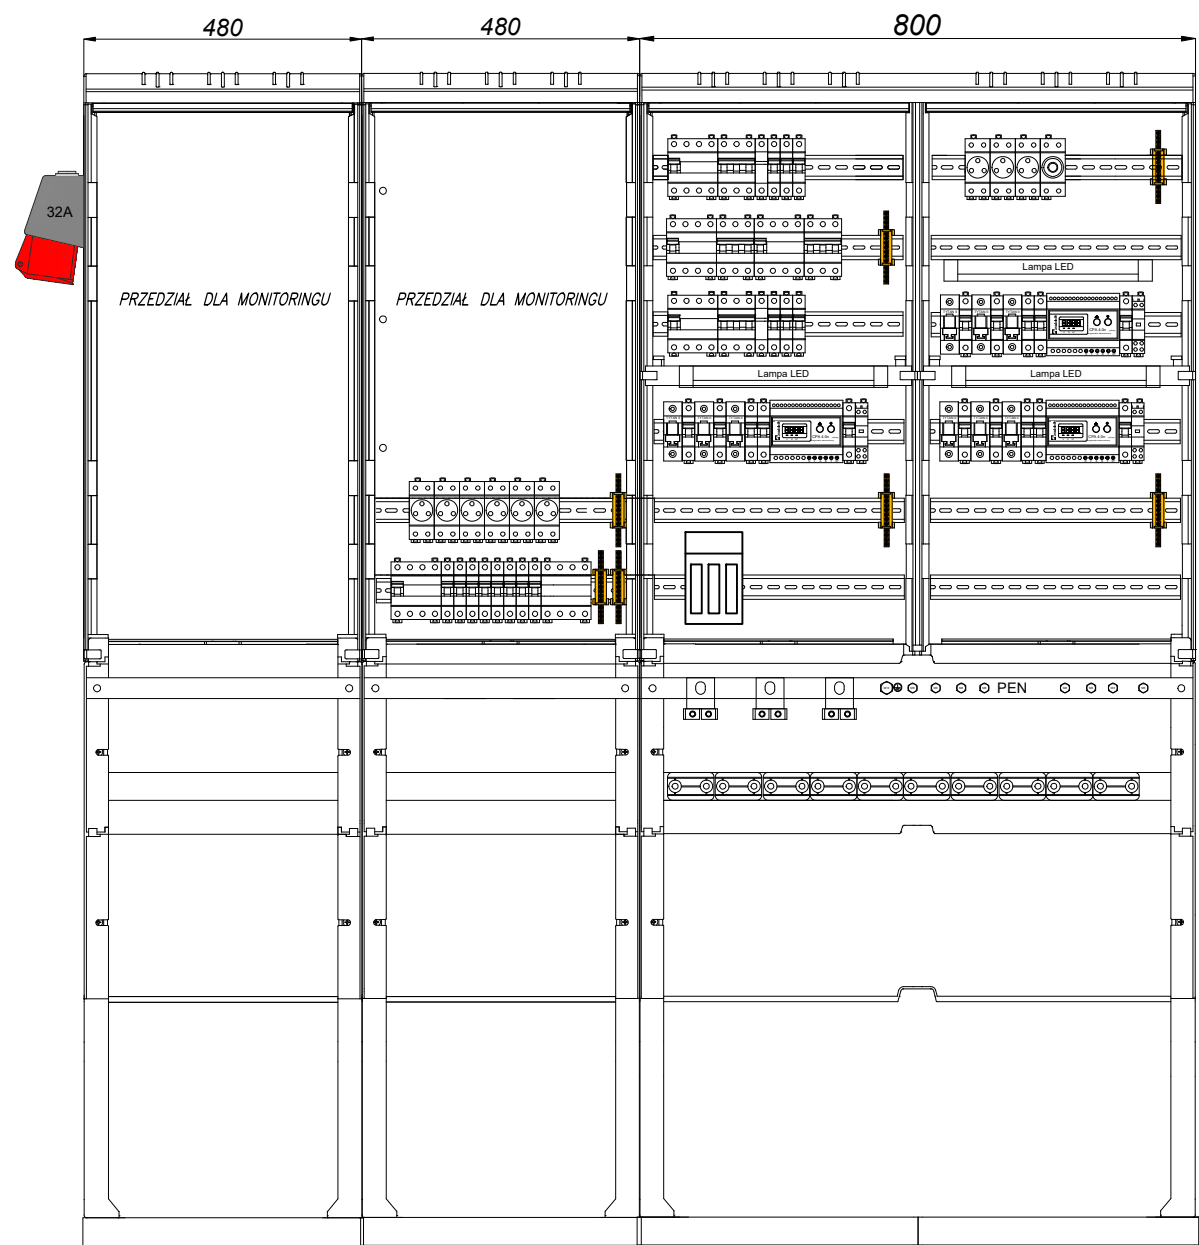 480
480
800
32A
PRZEDZIAŁ DLA MONITORINGU
PRZEDZIAŁ DLA MONITORINGU
Lampa LED
Lampa LED
Lampa LED
PEN